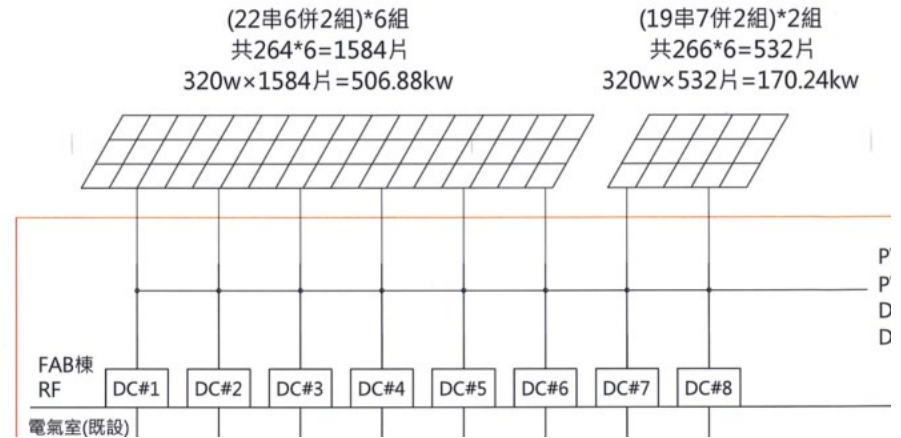 (22串6併2組)*6組
共264*6=1584片
320w×1584片=506.88kw
(19串7併2組)*2組
共266*6=532片
320w×532片=170.24kw
P
P
D
D
FAB棟
RF
DC#1 DC#2 DC#3 DC#4 DC#5 DC#6 DC#7 DC#8
電氣室(既設)